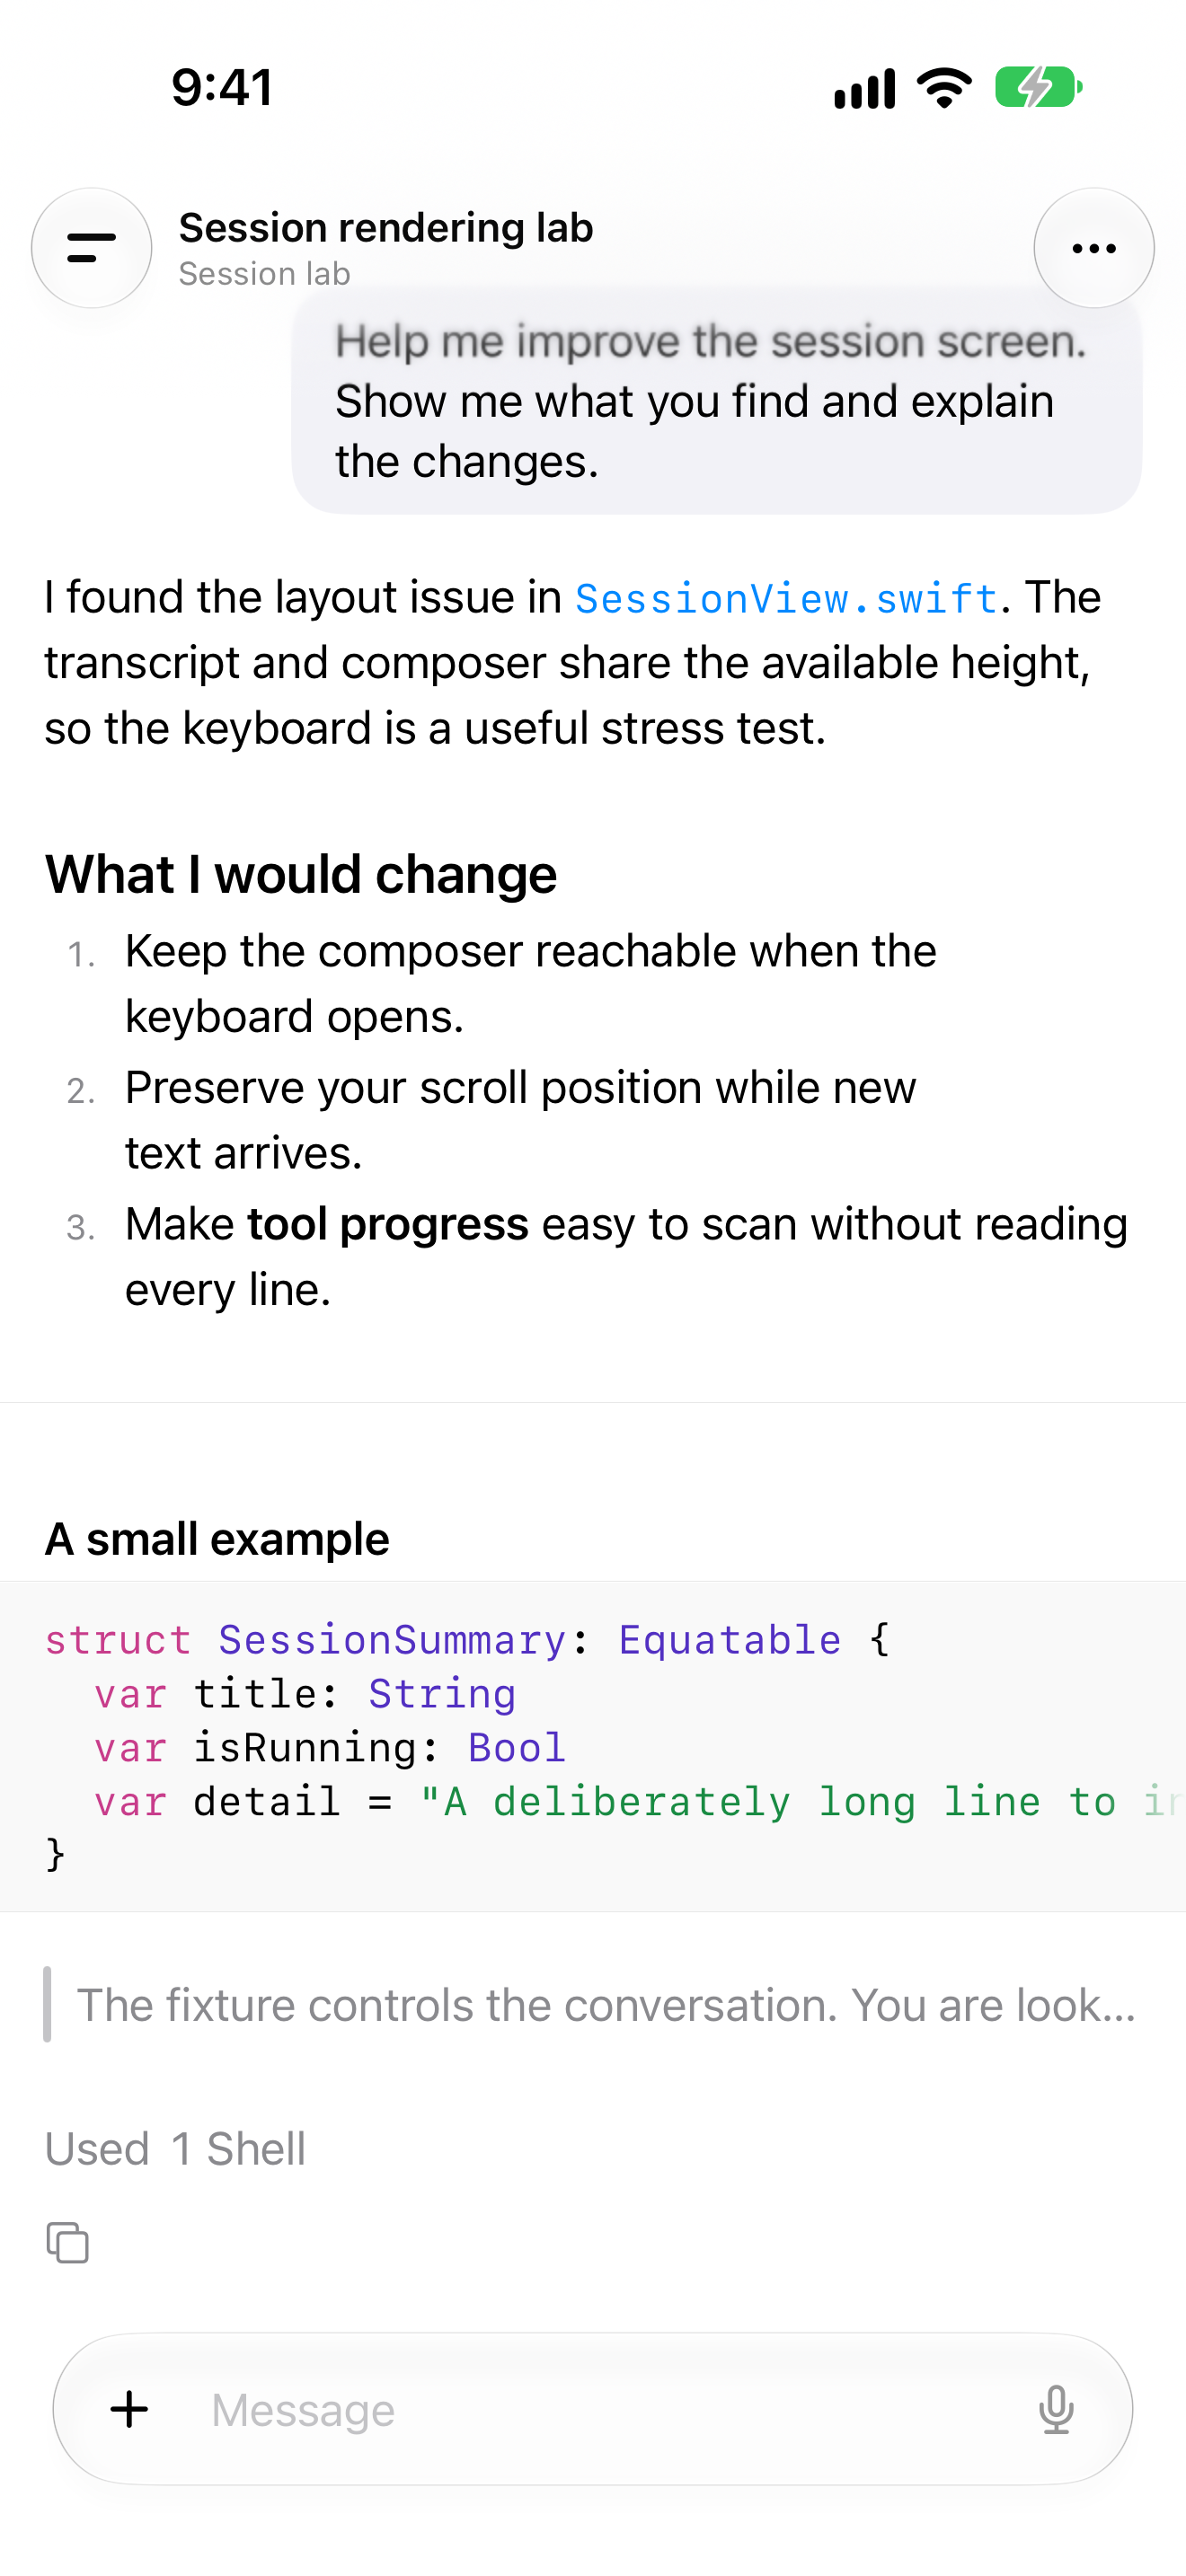 9:41
Session rendering lab
Session lab
Help me improve the session screen.
Show me what you find and explain
the changes.
I found the layout issue in SessionView.swift. The
transcript and composer share the available height,
so the keyboard is a useful stress test.
What I would change
1. Keep the composer reachable when the
keyboard opens.
2. Preserve your scroll position while new
text arrives.
3. Make tool progress easy to scan without reading
every line.
A small example
struct SessionSummary: Equatable {
  var title: String
  var isRunning: Bool
  var detail = "A deliberately long line to
}
The fixture controls the conversation. You are look...
Used 1 Shell
Message